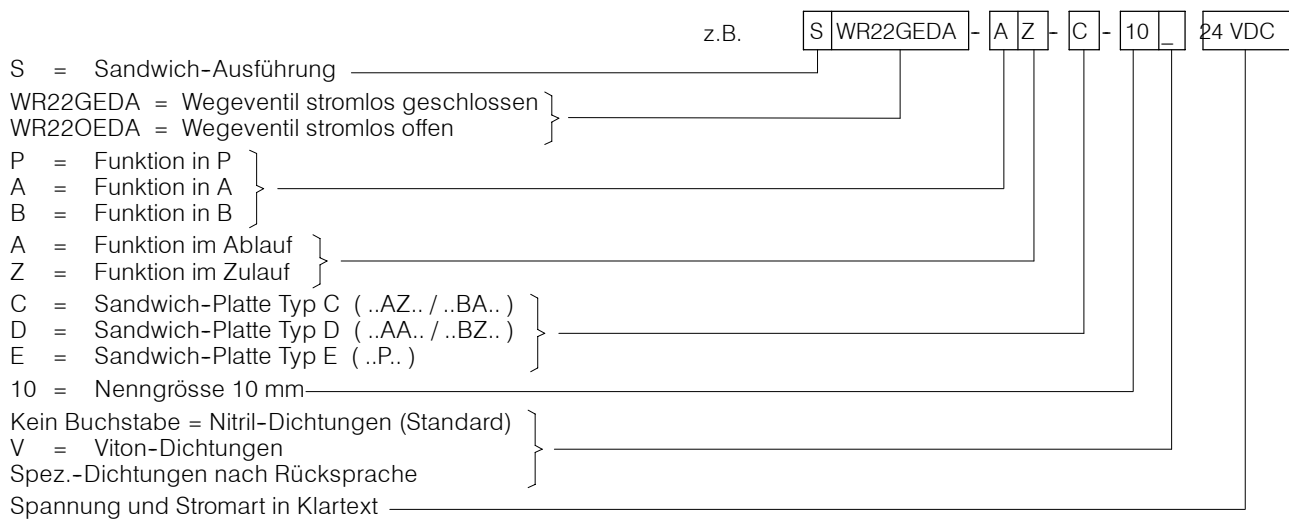 z.B. S WR22GEDA - A Z - C - 10 _ 24 VDC
S = Sandwich-Ausführung
WR22GEDA = Wegeventil stromlos geschlossen
WR22OEDA = Wegeventil stromlos offen
P = Funktion in P
A = Funktion in A
B = Funktion in B
A = Funktion im Ablauf
Z = Funktion im Zulauf
C = Sandwich-Platte Typ C ( ..AZ.. / ..BA.. )
D = Sandwich-Platte Typ D ( ..AA.. / ..BZ.. )
E = Sandwich-Platte Typ E ( ..P.. )
10 = Nenngrösse 10 mm
Kein Buchstabe = Nitril-Dichtungen (Standard)
V = Viton-Dichtungen
Spez.-Dichtungen nach Rücksprache
Spannung und Stromart in Klartext